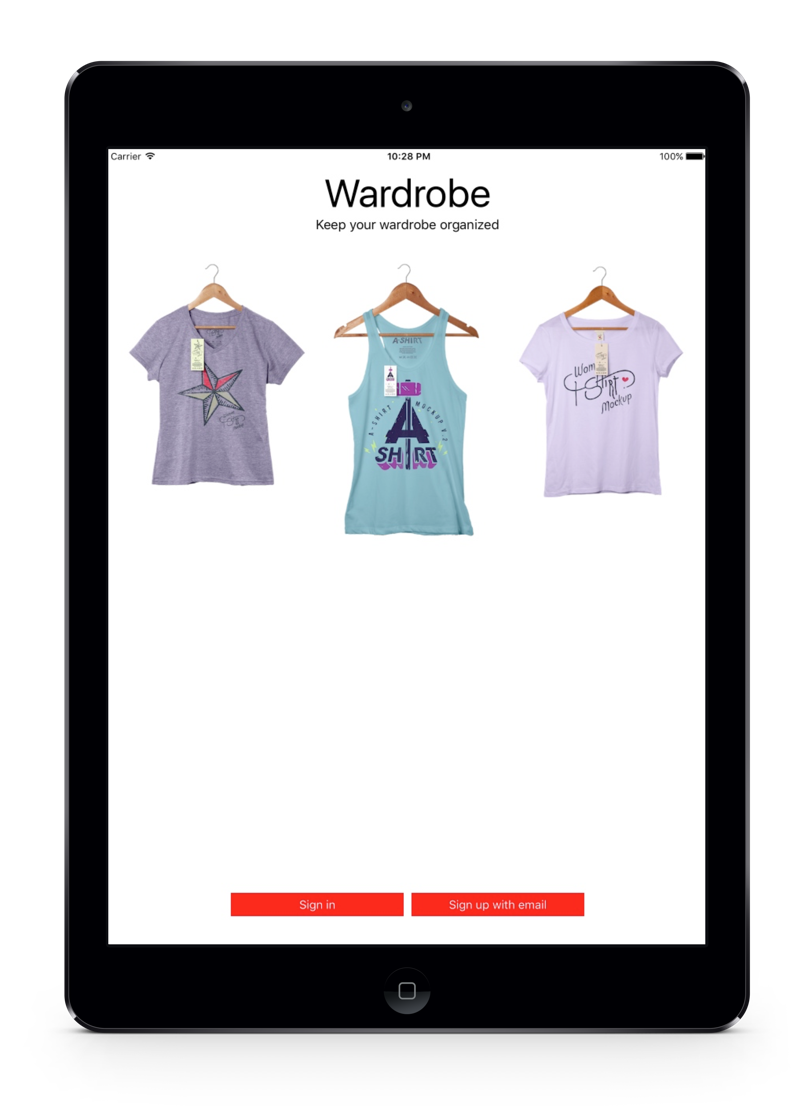 Carrier 10:28 PM 100%
Wardrobe
Keep your wardrobe organized
A-SHIRT
A-SHIRT MOCKUP V.2
SHIRT
Wom
SHIRT
Mockup
Sign in Sign up with email